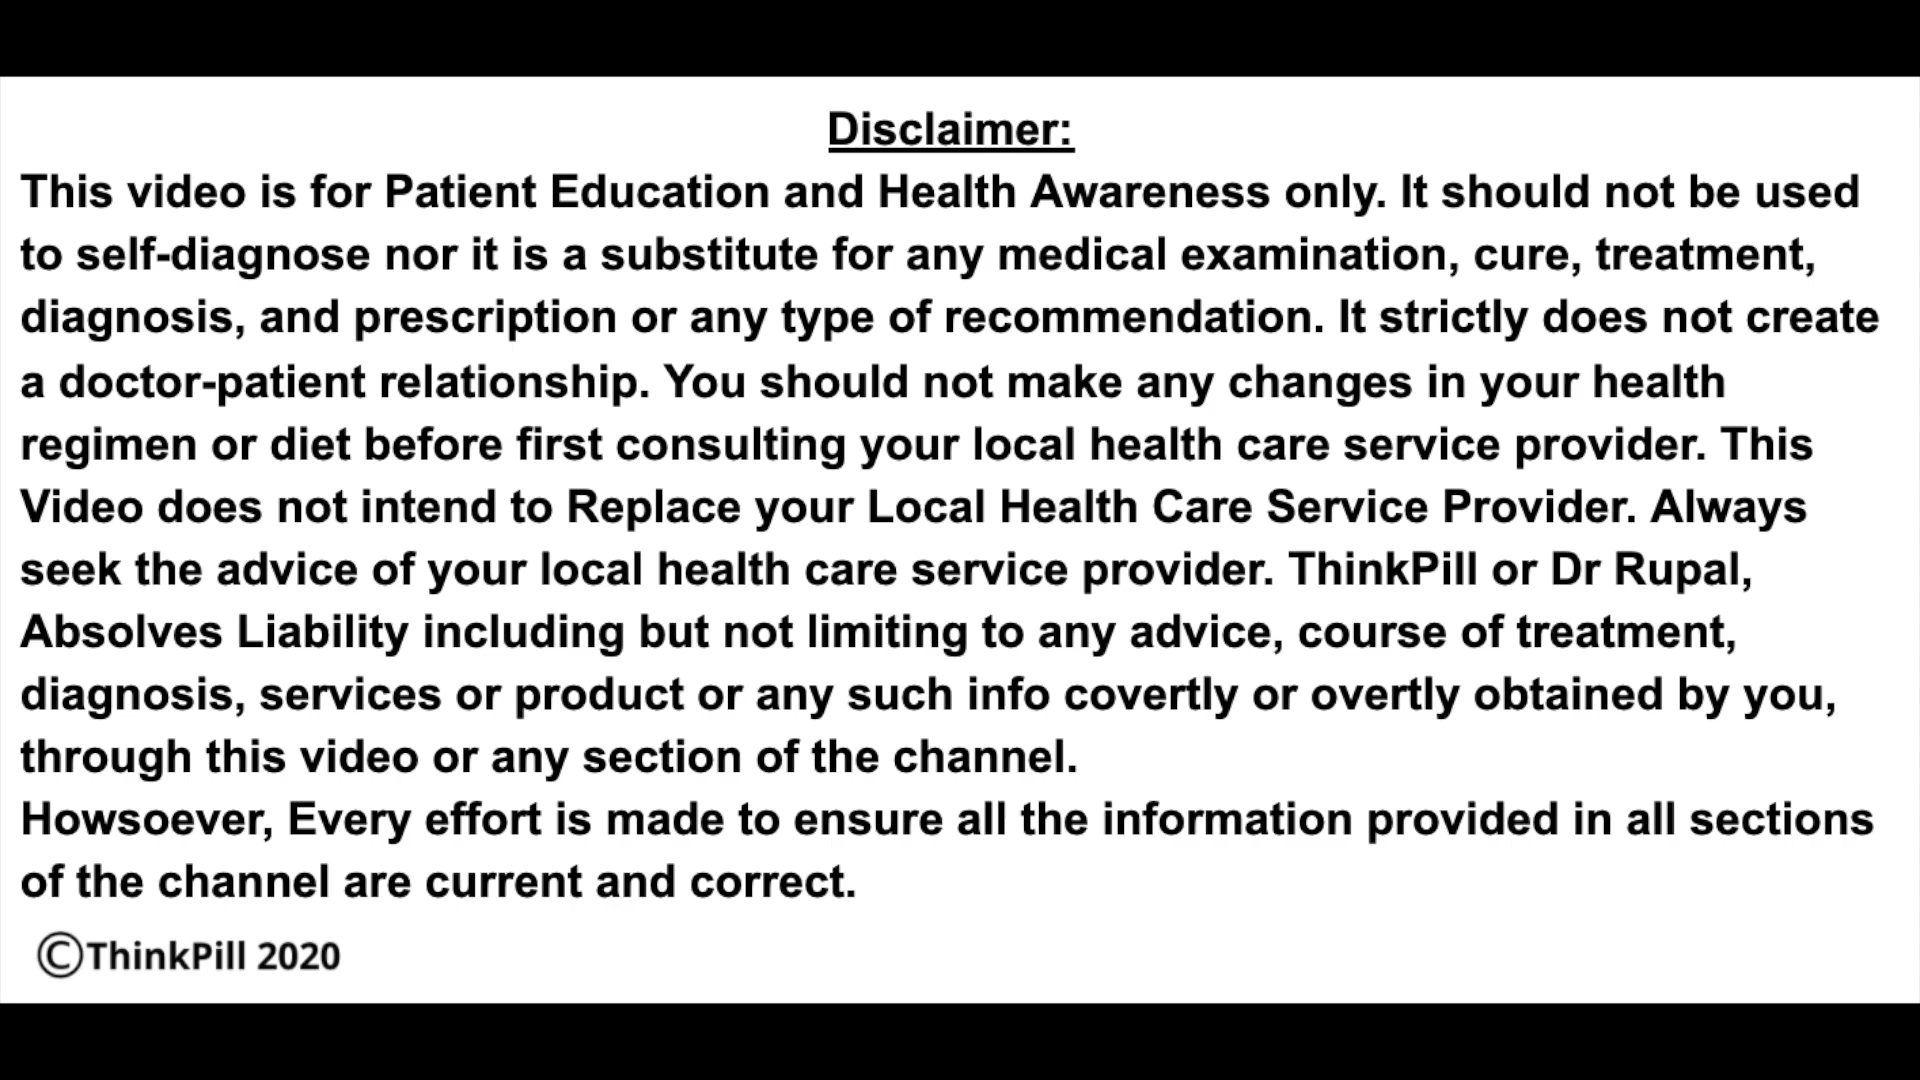 Disclaimer:
This video is for Patient Education and Health Awareness only. It should not be used
to self-diagnose nor it is a substitute for any medical examination, cure, treatment,
diagnosis, and prescription or any type of recommendation. It strictly does not create
a doctor-patient relationship. You should not make any changes in your health
regimen or diet before first consulting your local health care service provider. This
Video does not intend to Replace your Local Health Care Service Provider. Always
seek the advice of your local health care service provider. ThinkPill or Dr Rupal,
Absolves Liability including but not limiting to any advice, course of treatment,
diagnosis, services or product or any such info covertly or overtly obtained by you,
through this video or any section of the channel.
Howsoever, Every effort is made to ensure all the information provided in all sections
of the channel are current and correct.
©ThinkPill 2020